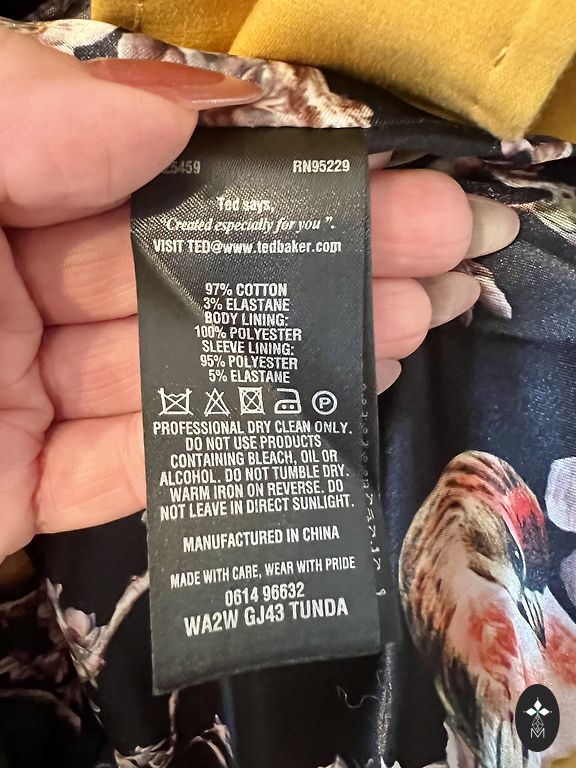 RN95229
Ted says,
"Created especially for you ".
VISIT TED@www.tedbaker.com
97% COTTON
3% ELASTANE
BODY LINING:
100% POLYESTER
SLEEVE LINING:
95% POLYESTER
5% ELASTANE
P
PROFESSIONAL DRY CLEAN ONLY.
DO NOT USE PRODUCTS
CONTAINING BLEACH, OIL OR
ALCOHOL. DO NOT TUMBLE DRY.
WARM IRON ON REVERSE. DO
NOT LEAVE IN DIRECT SUNLIGHT.
MANUFACTURED IN CHINA
MADE WITH CARE, WEAR WITH PRIDE
0614 96632
WA2W GJ43 TUNDA
M